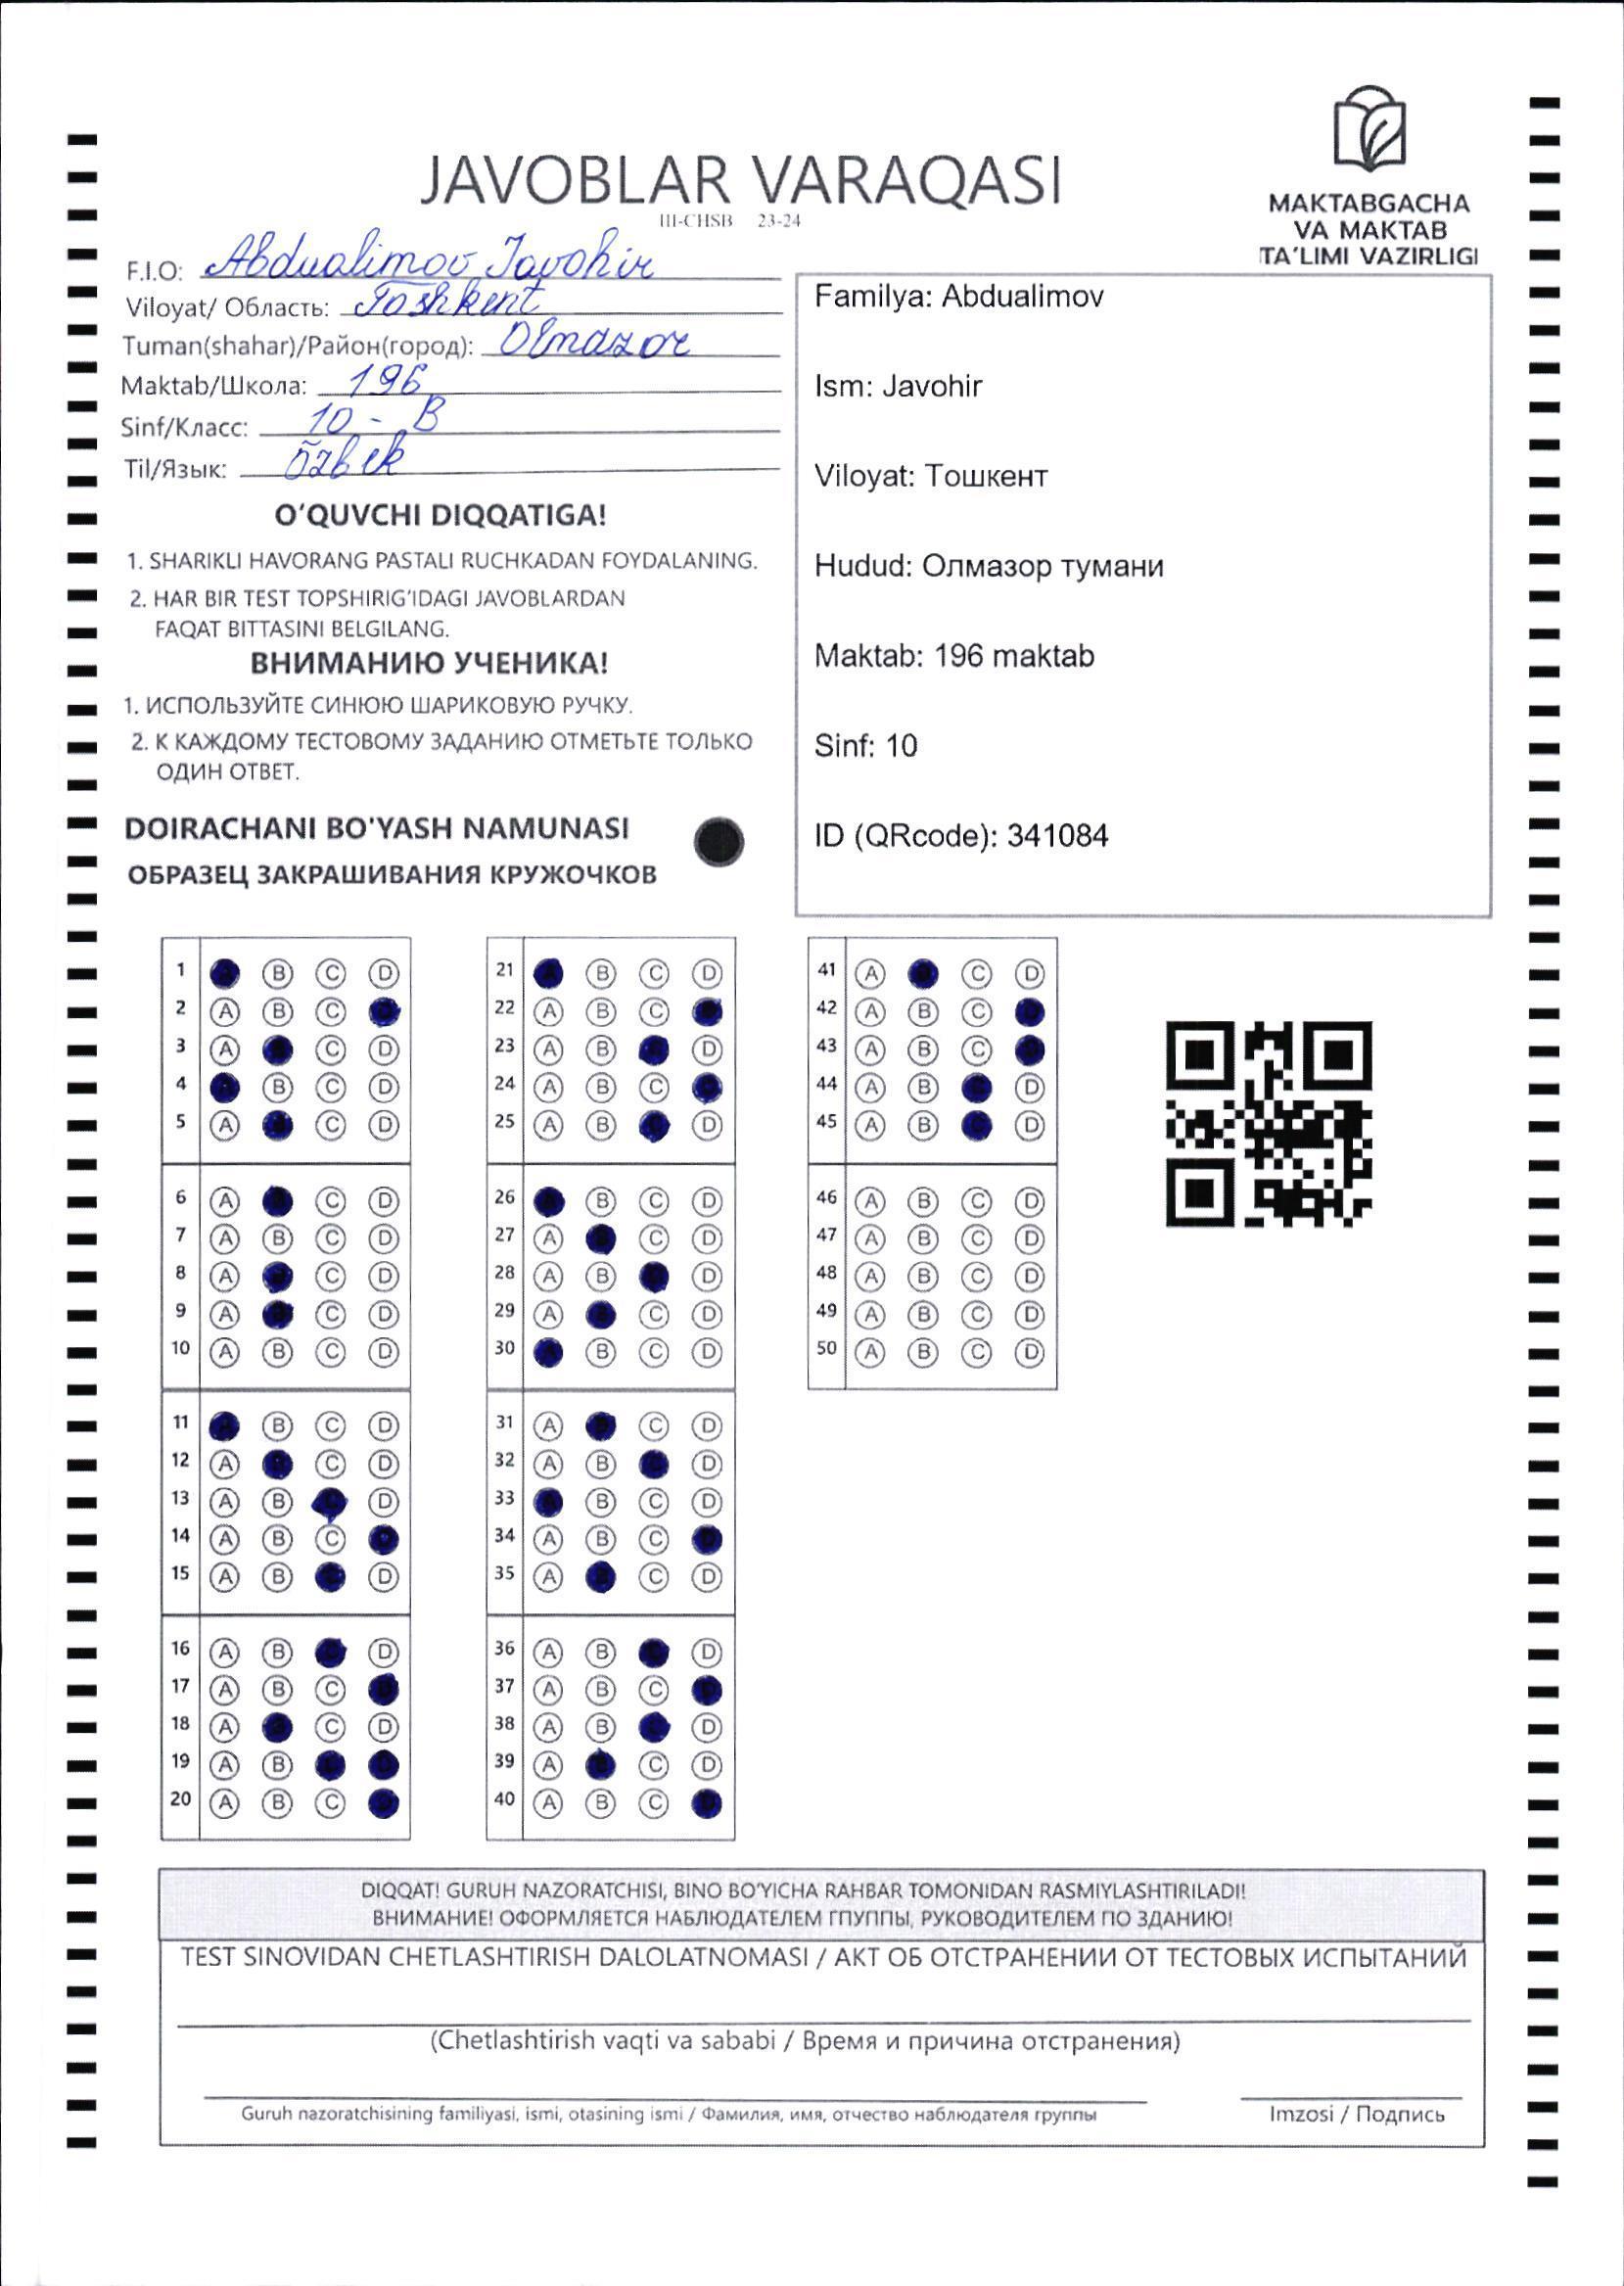 JAVOBLAR VARAQASI
III-CHSB 23-24
MAKTABGACHA
VA MAKTAB
TA'LIMI VAZIRLIGI
F.I.O: Abdualimov Javohir
Viloyat/ Область: Toshkent
Tuman(shahar)/Район(город): Olmazor
Maktab/Школа: 196
Sinf/Класс: 10 - B
Til/Язык: õzbek
O'QUVCHI DIQQATIGA!
1. SHARIKLI HAVORANG PASTALI RUCHKADAN FOYDALANING.
2. HAR BIR TEST TOPSHIRIG'IDAGI JAVOBLARDAN
FAQAT BITTASINI BELGILANG.
ВНИМАНИЮ УЧЕНИКА!
1. ИСПОЛЬЗУЙТЕ СИНЮЮ ШАРИКОВУЮ РУЧКУ.
2. К КАЖДОМУ ТЕСТОВОМУ ЗАДАНИЮ ОТМЕТЬТЕ ТОЛЬКО
ОДИН ОТВЕТ.
DOIRACHANI BO'YASH NAMUNASI
ОБРАЗЕЦ ЗАКРАШИВАНИЯ КРУЖОЧКОВ
Familya: Abdualimov
Ism: Javohir
Viloyat: Тошкент
Hudud: Олмазор тумани
Maktab: 196 maktab
Sinf: 10
ID (QRcode): 341084
1 B C D
2 A B C
3 A C D
4 B C D
5 A C D
6 A C D
7 A B C D
8 A C D
9 A C D
10 A B C D
11 B C D
12 A C D
13 A B D
14 A B C
15 A B D
16 A B D
17 A B C
18 A C D
19 A B
20 A B C
21 B C D
22 A B C
23 A B D
24 A B C
25 A B D
26 B C D
27 A C D
28 A B D
29 A C D
30 B C D
31 A C D
32 A B D
33 B C D
34 A B C
35 A C D
36 A B D
37 A B C
38 A B D
39 A C D
40 A B C
41 A C D
42 A B C
43 A B C
44 A B D
45 A B D
46 A B C D
47 A B C D
48 A B C D
49 A B C D
50 A B C D
DIQQAT! GURUH NAZORATCHISI, BINO BO'YICHA RAHBAR TOMONIDAN RASMIYLASHTIRILADI!
ВНИМАНИЕ! ОФОРМЛЯЕТСЯ НАБЛЮДАТЕЛЕМ ГПУППЫ, РУКОВОДИТЕЛЕМ ПО ЗДАНИЮ!
TEST SINOVIDAN CHETLASHTIRISH DALOLATNOMASI / АКТ ОБ ОТСТРАНЕНИИ ОТ ТЕСТОВЫХ ИСПЫТАНИЙ
(Chetlashtirish vaqti va sababi / Время и причина отстранения)
Guruh nazoratchisining familiyasi, ismi, otasining ismi / Фамилия, имя, отчество наблюдателя группы
Imzosi / Подпись